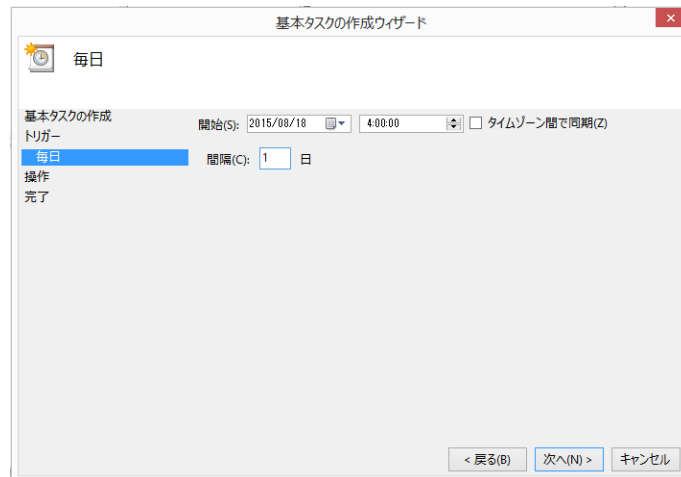 基本タスクの作成ウィザード
毎日
基本タスクの作成
トリガー
毎日
操作
完了
開始(S): 2015/08/18 4:00:00 タイムゾーン間で同期(Z)
間隔(C): 1 日
< 戻る(B) 次へ(N) > キャンセル